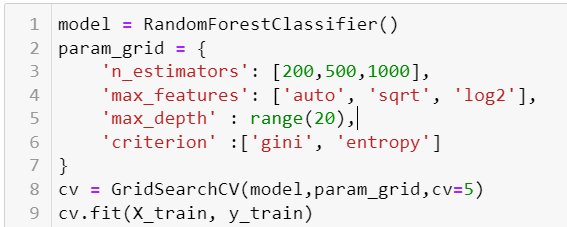 1 model = RandomForestClassifier()
2 param_grid = {
3     'n_estimators': [200,500,1000],
4     'max_features': ['auto', 'sqrt', 'log2'],
5     'max_depth' : range(20),
6     'criterion' :['gini', 'entropy']
7 }
8 cv = GridSearchCV(model,param_grid,cv=5)
9 cv.fit(X_train, y_train)